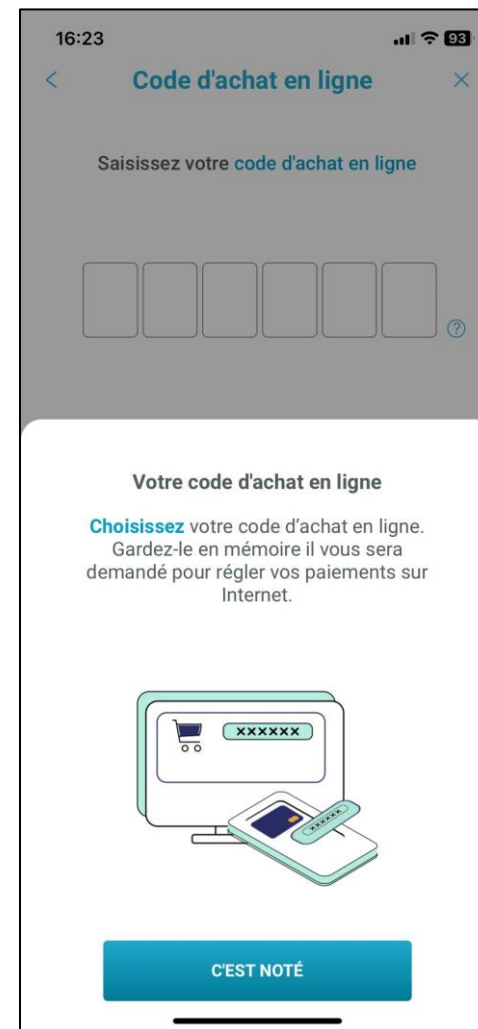 16:23
93
Code d'achat en ligne
Saisissez votre code d'achat en ligne
?
Votre code d'achat en ligne
Choisissez votre code d'achat en ligne.
Gardez-le en mémoire il vous sera
demandé pour régler vos paiements sur
Internet.
xxxxxx
xxxxxx
C'EST NOTÉ